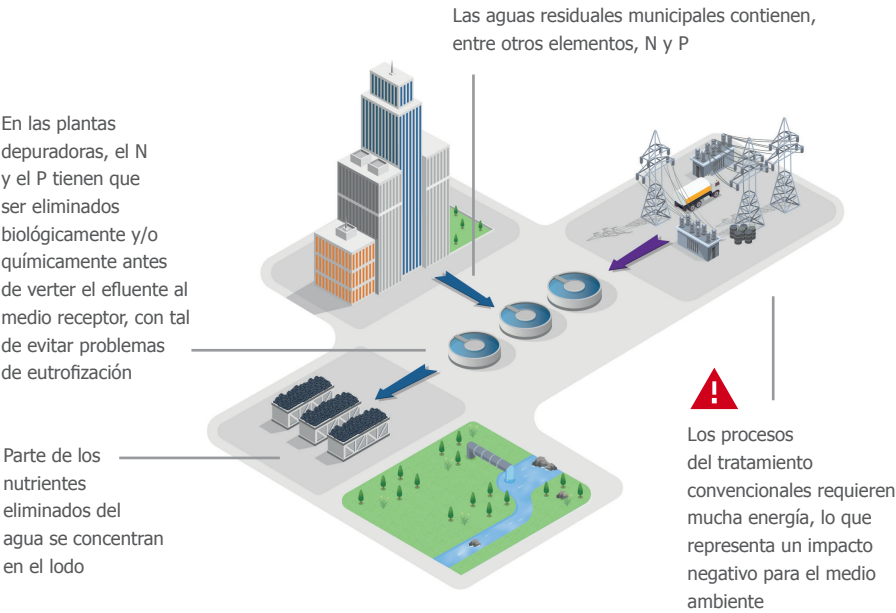 Las aguas residuales municipales contienen,
entre otros elementos, N y P
En las plantas
depuradoras, el N
y el P tienen que
ser eliminados
biológicamente y/o
químicamente antes
de verter el efluente al
medio receptor, con tal
de evitar problemas
de eutrofización
Parte de los
nutrientes
eliminados del
agua se concentran
en el lodo
Los procesos
del tratamiento
convencionales requieren
mucha energía, lo que
representa un impacto
negativo para el medio
ambiente